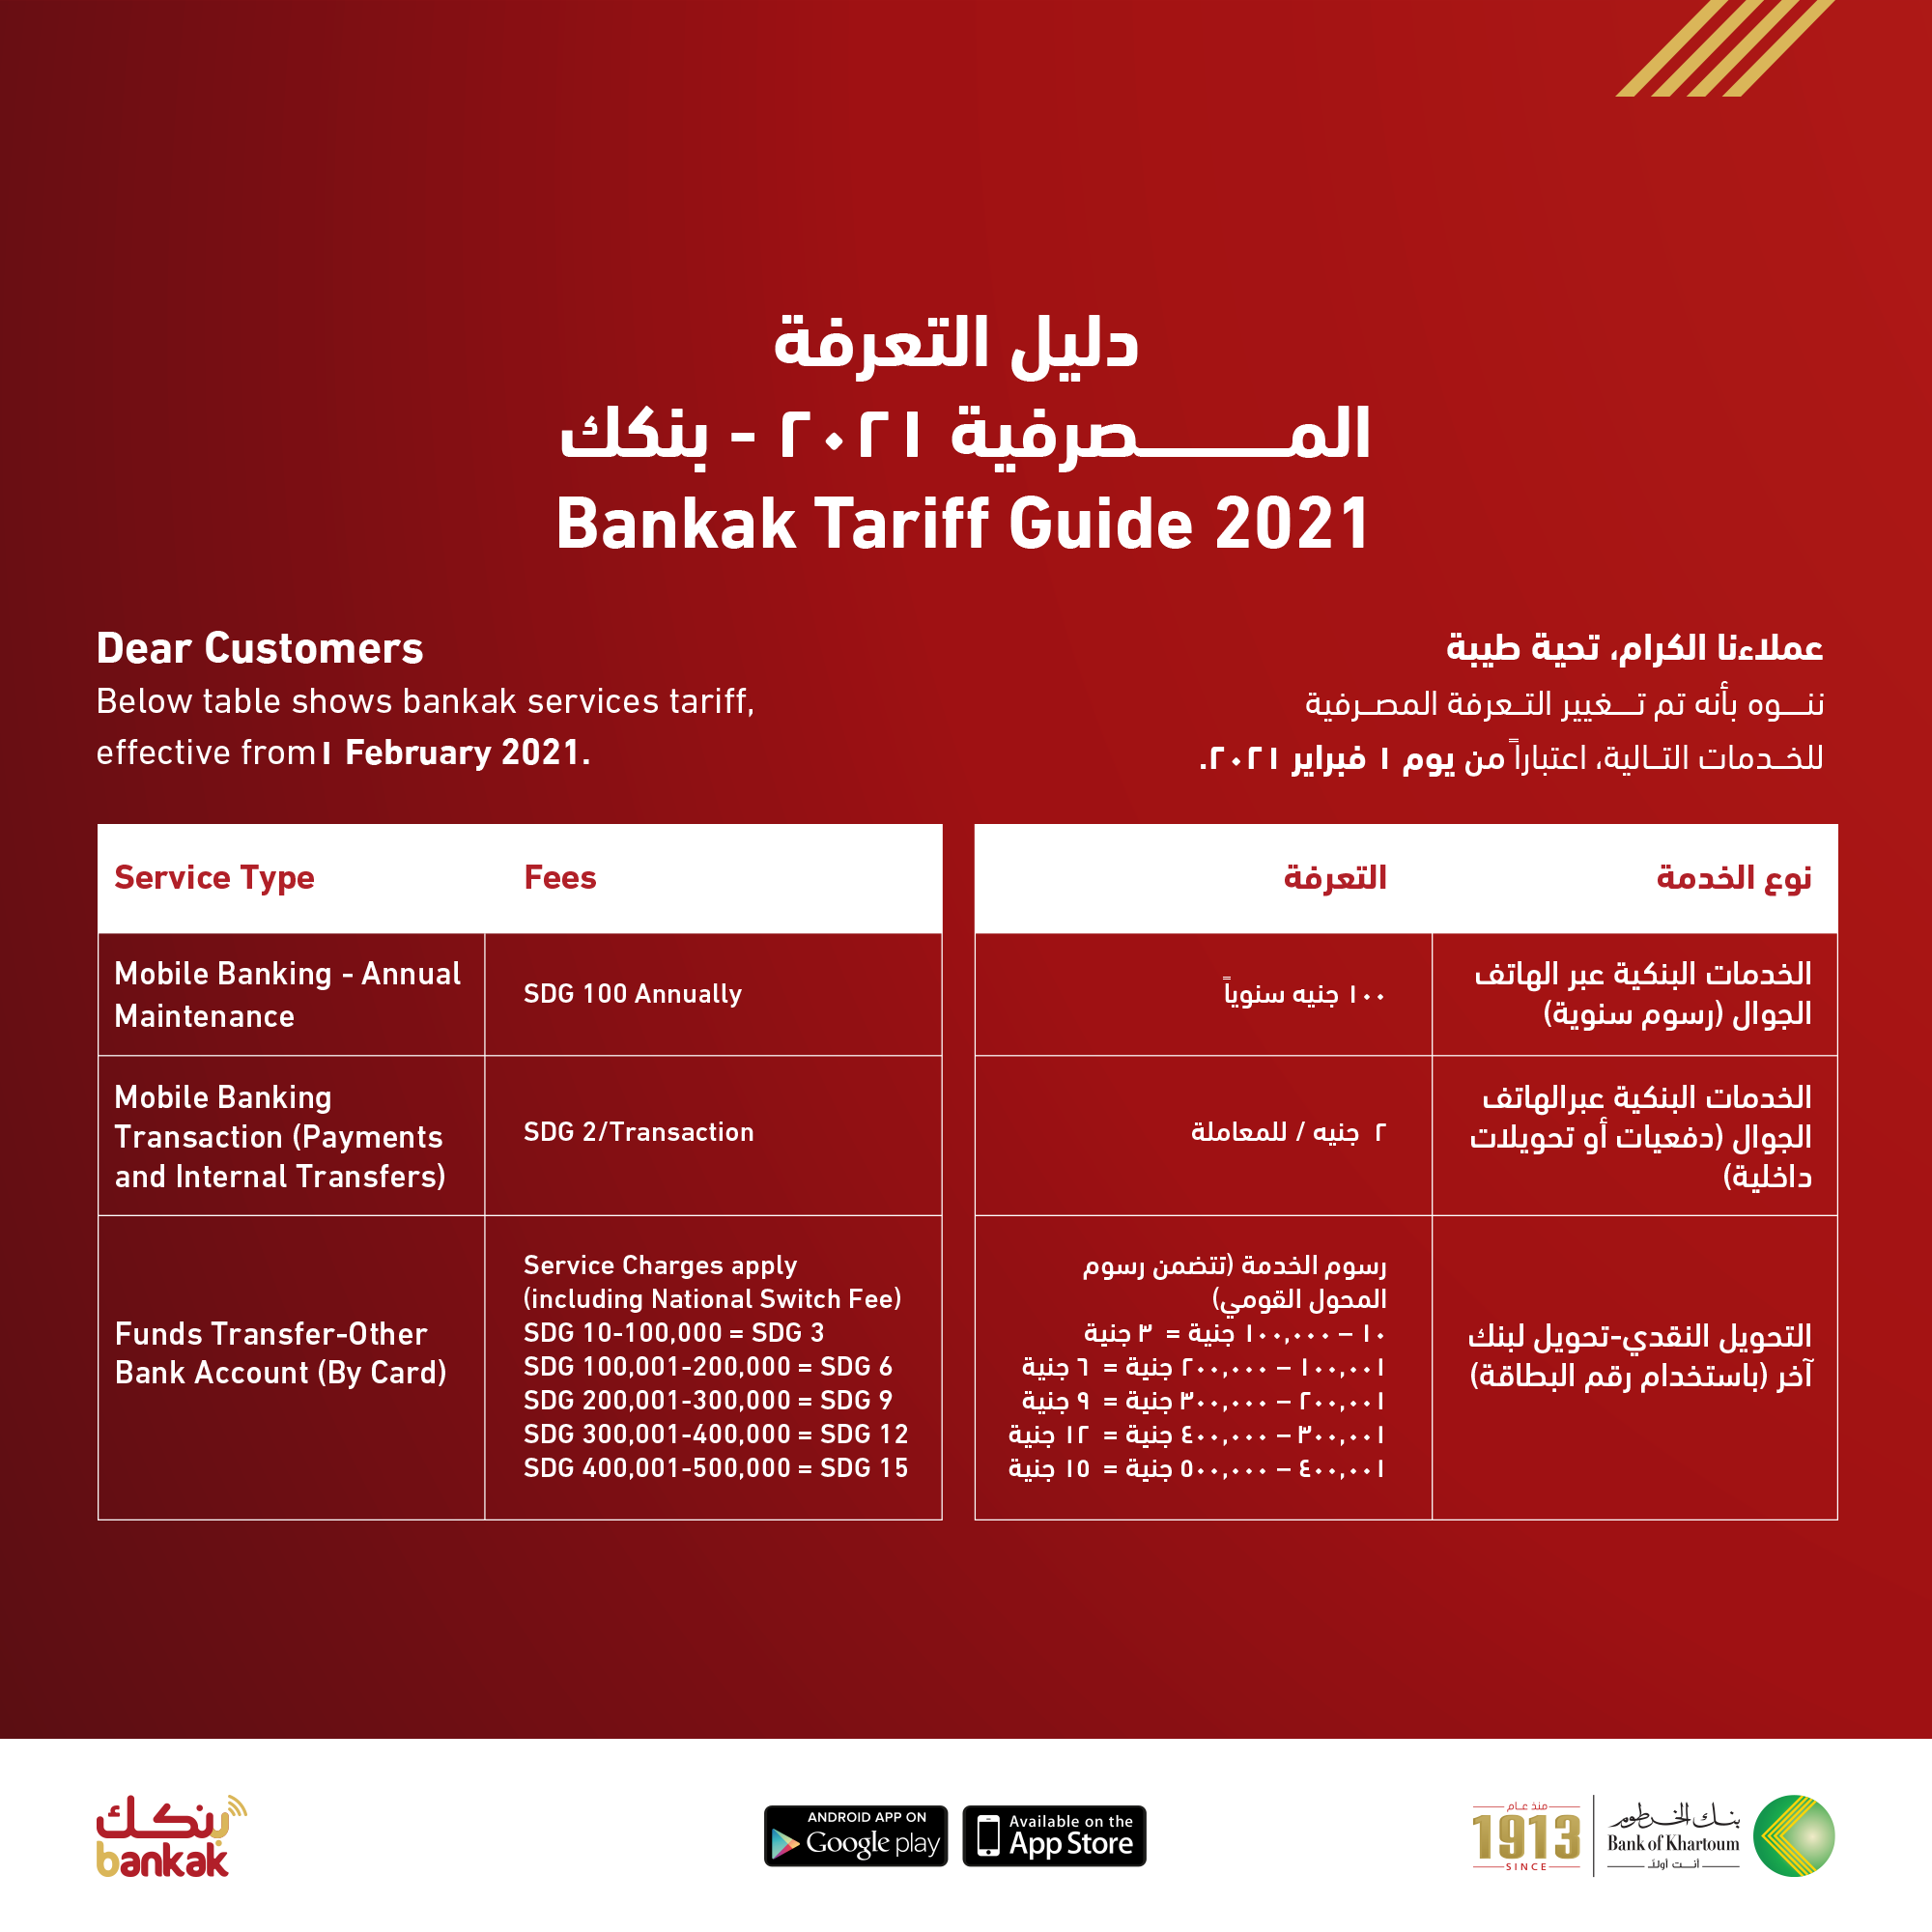 دليل التعرفة
المـــــــصرفية ٢٠٢١ - بنكك
Bankak Tariff Guide 2021
Dear Customers
Below table shows bankak services tariff,
effective from ١ February 2021.
عملاءنا الكرام، تحية طيبة
ننـــوه بأنه تم تـــغيير التــعرفة المصــرفية
للخــدمات التــالية، اعتباراً من يوم ١ فبراير ٢٠٢١.
Service Type
Fees
Mobile Banking - Annual
Maintenance
SDG 100 Annually
Mobile Banking
Transaction (Payments
and Internal Transfers)
SDG 2/Transaction
Funds Transfer-Other
Bank Account (By Card)
Service Charges apply
(including National Switch Fee)
SDG 10-100,000 = SDG 3
SDG 100,001-200,000 = SDG 6
SDG 200,001-300,000 = SDG 9
SDG 300,001-400,000 = SDG 12
SDG 400,001-500,000 = SDG 15
نوع الخدمة
التعرفة
الخدمات البنكية عبر الهاتف
الجوال (رسوم سنوية)
١٠٠ جنيه سنوياً
الخدمات البنكية عبرالهاتف
الجوال (دفعيات أو تحويلات
داخلية)
٢ جنيه / للمعاملة
التحويل النقدي-تحويل لبنك
آخر (باستخدام رقم البطاقة)
رسوم الخدمة (تتضمن رسوم
المحول القومي)
١٠ – ١٠٠,٠٠٠ جنية = ٣ جنية
١٠٠,٠٠١ – ٢٠٠,٠٠٠ جنية = ٦ جنية
٢٠٠,٠٠١ – ٣٠٠,٠٠٠ جنية = ٩ جنية
٣٠٠,٠٠١ – ٤٠٠,٠٠٠ جنية = ١٢ جنية
٤٠٠,٠٠١ – ٥٠٠,٠٠٠ جنية = ١٥ جنية
بنكك
bankak
ANDROID APP ON
Google play
Available on the
App Store
منذ عام
1913
SINCE
بنك الخرطوم
Bank of Khartoum
أنــت أولاً